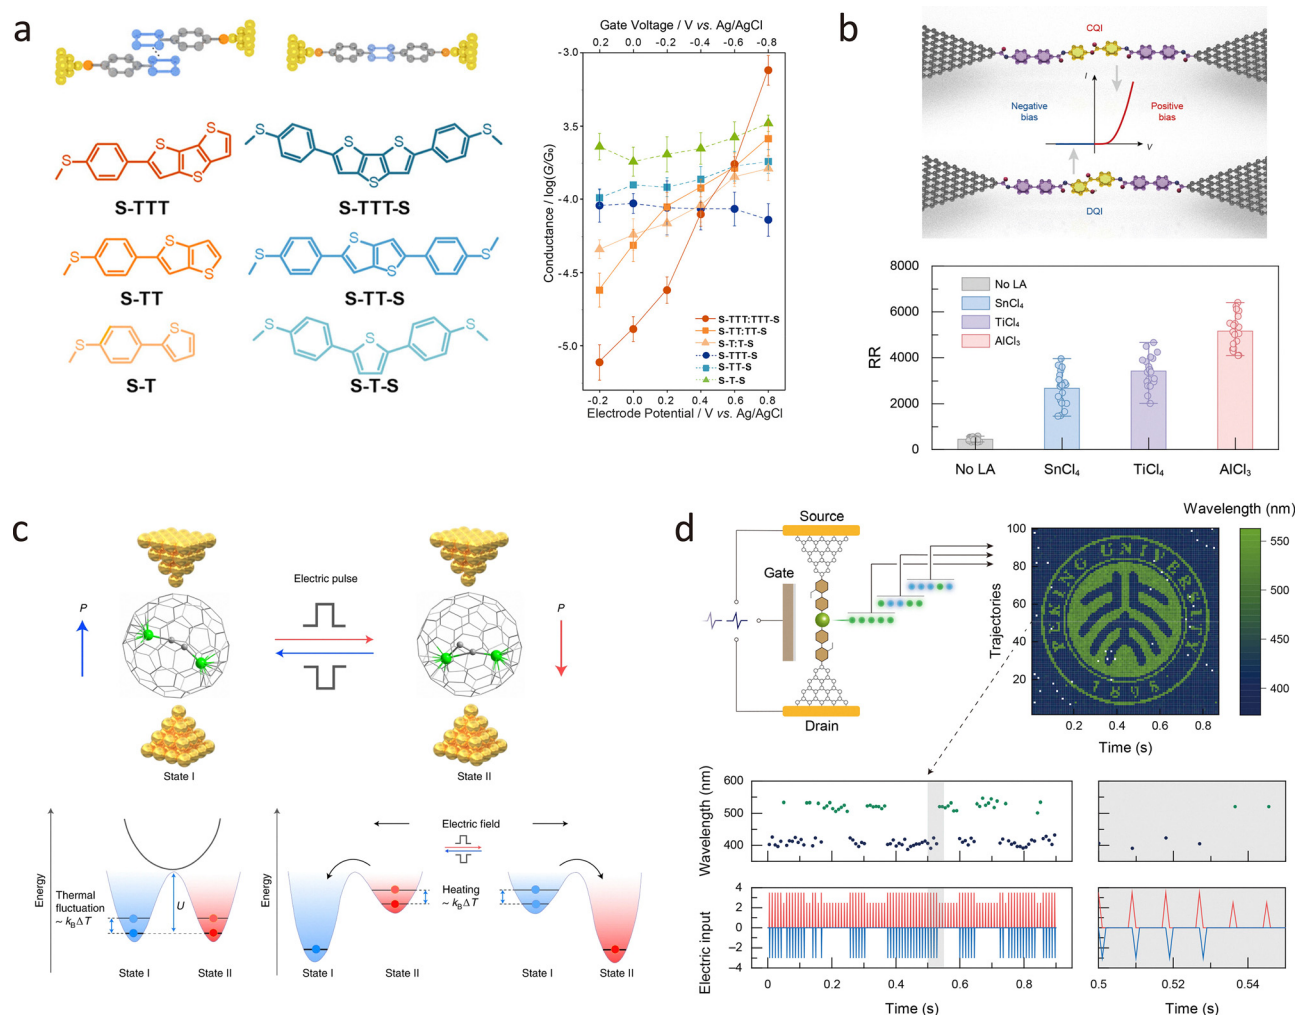 a
S
S
S
S
S-TTT
S
S
S
S
S
S-TTT-S
S
S
S
S-TT
S
S
S
S
S-TT-S
S
S
S-T
S
S
S
S-T-S
Gate Voltage / V vs. Ag/AgCl
0.2 0.0 -0.2 -0.4 -0.6 -0.8
Conductance / log(G/G₀)
-3.0
-3.5
-4.0
-4.5
-5.0
S-TTT:TTT-S
S-TT:TT-S
S-T:T-S
S-TTT-S
S-TT-S
S-T-S
-0.2 0.0 0.2 0.4 0.6 0.8
Electrode Potential / V vs. Ag/AgCl
b
CQI
I
Negative
bias
Positive
bias
V
DQI
RR
8000
6000
4000
2000
0
No LA
SnCl₄
TiCl₄
AlCl₃
No LA SnCl₄ TiCl₄ AlCl₃
c
P
Electric pulse
P
State I
State II
Energy
Thermal
fluctuation
~ kBΔT
U
State I State II
Energy
Electric field
Heating
~ kBΔT
State I State II
State I State II
d
Source
Gate
Drain
Trajectories
100
80
60
40
20
PEKING UNIVERSITY
1898
0.2 0.4 0.6 0.8
Time (s)
Wavelength (nm)
550
500
450
400
Wavelength (nm)
600
500
400
Electric input
4
2
0
−2
−4
0 0.2 0.4 0.6 0.8
Time (s)
0.5 0.52 0.54
Time (s)